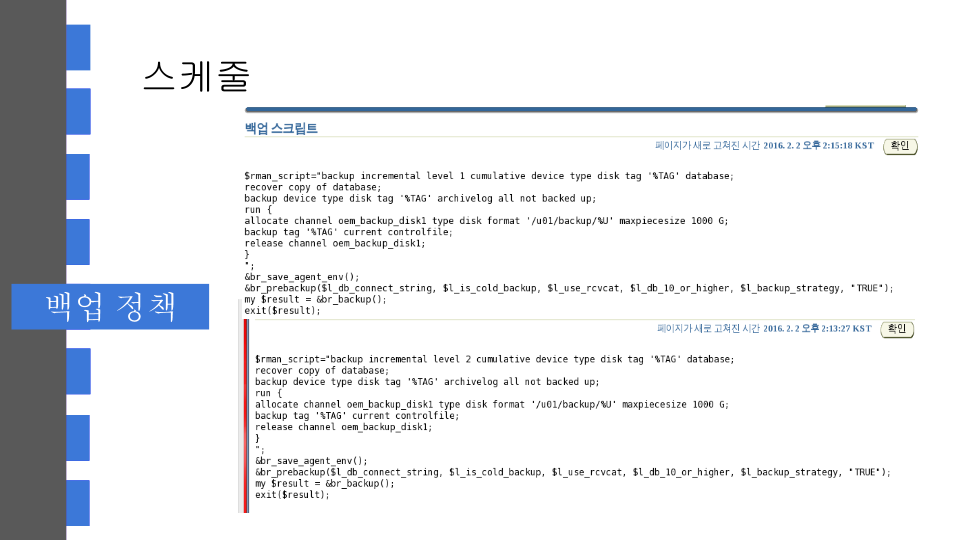 스케줄
백업 스크립트
페이지가 새로 고쳐진 시간 2016. 2. 2 오후 2:15:18 KST 확인
$rman_script="backup incremental level 1 cumulative device type disk tag '%TAG' database;
recover copy of database;
backup device type disk tag '%TAG' archivelog all not backed up;
run {
allocate channel oem_backup_disk1 type disk format '/u01/backup/%U' maxpiecesize 1000 G;
backup tag '%TAG' current controlfile;
release channel oem_backup_disk1;
}
";
&br_save_agent_env();
&br_prebackup($l_db_connect_string, $l_is_cold_backup, $l_use_rcvcat, $l_db_10_or_higher, $l_backup_strategy, "TRUE");
my $result = &br_backup();
exit($result);
백업 정책
페이지가 새로 고쳐진 시간 2016. 2. 2 오후 2:13:27 KST 확인
$rman_script="backup incremental level 2 cumulative device type disk tag '%TAG' database;
recover copy of database;
backup device type disk tag '%TAG' archivelog all not backed up;
run {
allocate channel oem_backup_disk1 type disk format '/u01/backup/%U' maxpiecesize 1000 G;
backup tag '%TAG' current controlfile;
release channel oem_backup_disk1;
}
";
&br_save_agent_env();
&br_prebackup($l_db_connect_string, $l_is_cold_backup, $l_use_rcvcat, $l_db_10_or_higher, $l_backup_strategy, "TRUE");
my $result = &br_backup();
exit($result);